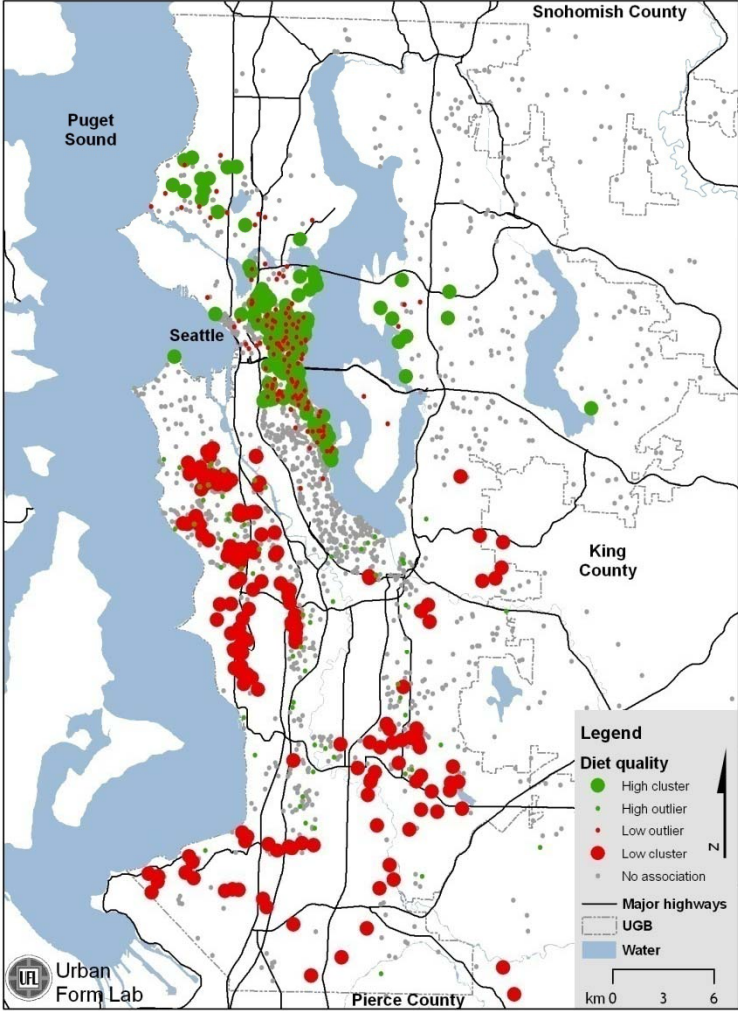 Snohomish County
Puget
Sound
Seattle
King
County
Legend
Diet quality
High cluster
High outlier
Low outlier
Low cluster
No association
N
Major highways
UGB
Water
km 0 3 6
UFL
Urban
Form Lab
Pierce County